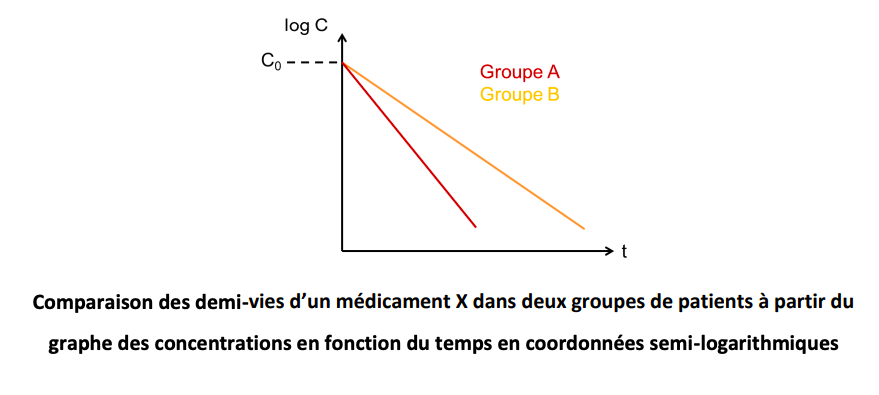 log C
C₀
Groupe A
Groupe B
t
Comparaison des demi-vies d’un médicament X dans deux groupes de patients à partir du
graphe des concentrations en fonction du temps en coordonnées semi-logarithmiques